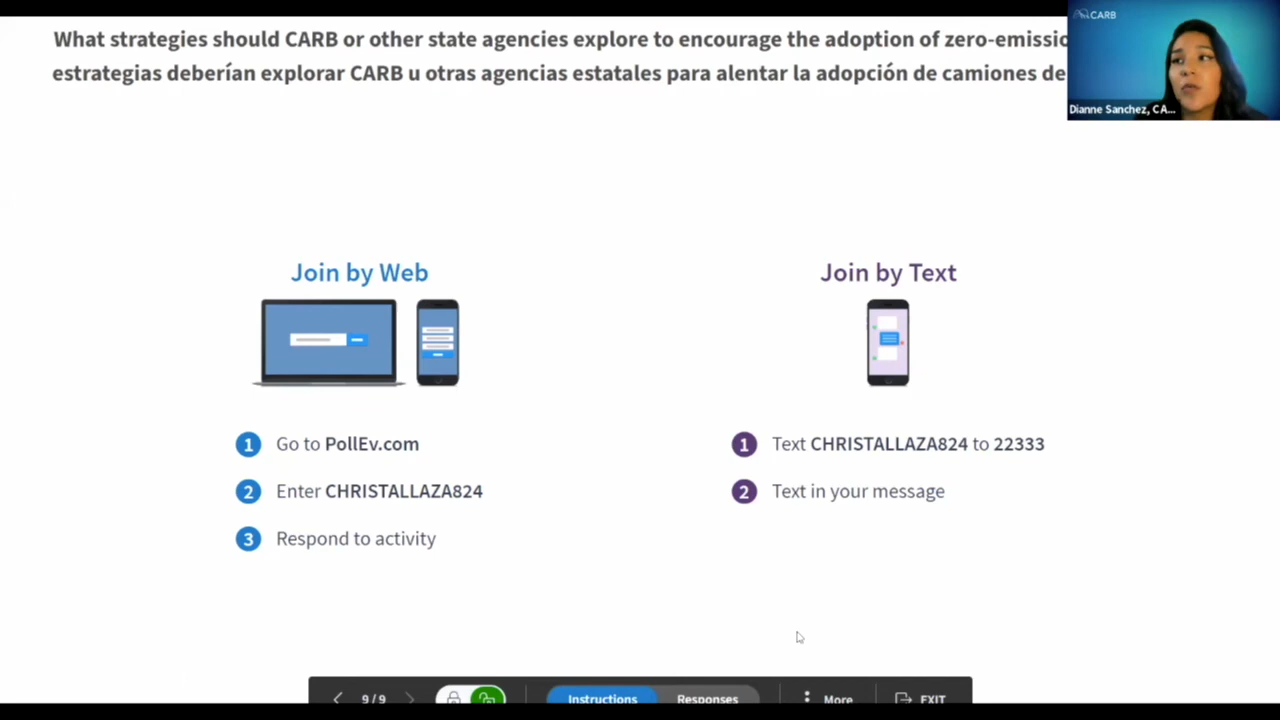 What strategies should CARB or other state agencies explore to encourage the adoption of zero-emissio
estrategias deberían explorar CARB u otras agencias estatales para alentar la adopción de camiones de
CARB
Dianne Sanchez, CA...
Join by Web
Join by Text
1 Go to PollEv.com
2 Enter CHRISTALLAZA824
3 Respond to activity
1 Text CHRISTALLAZA824 to 22333
2 Text in your message
9/9
Instructions
Responses
More
EXIT